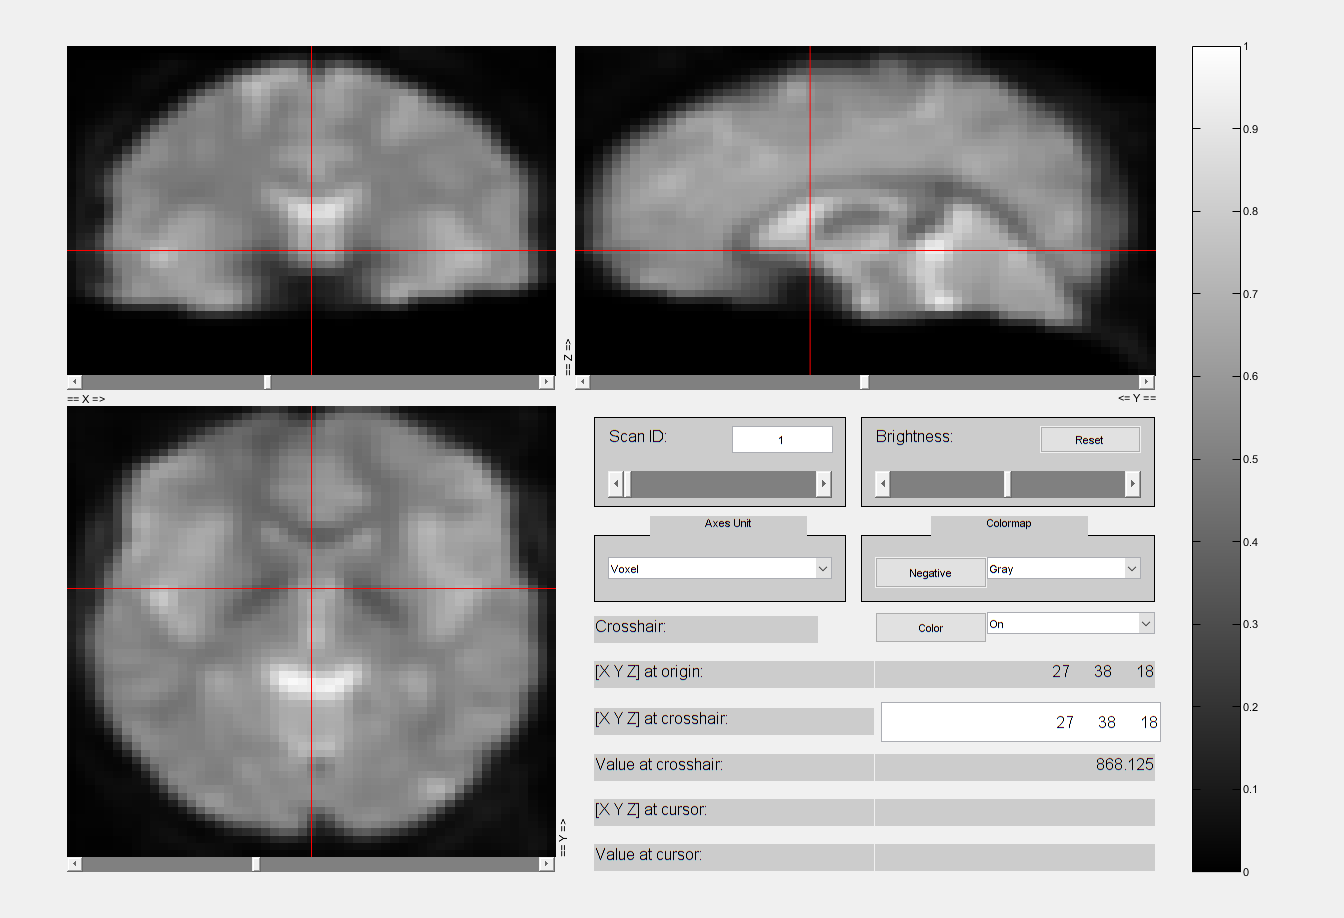 == Z =>
== X =>
<= Y ==
== Y =>
Scan ID:
1
Brightness:
Reset
Axes Unit
Voxel
Colormap
Negative
Gray
Crosshair:
Color
On
[X Y Z] at origin:
27 38 18
[X Y Z] at crosshair:
27 38 18
Value at crosshair:
868.125
[X Y Z] at cursor:
Value at cursor:
1
0.9
0.8
0.7
0.6
0.5
0.4
0.3
0.2
0.1
0